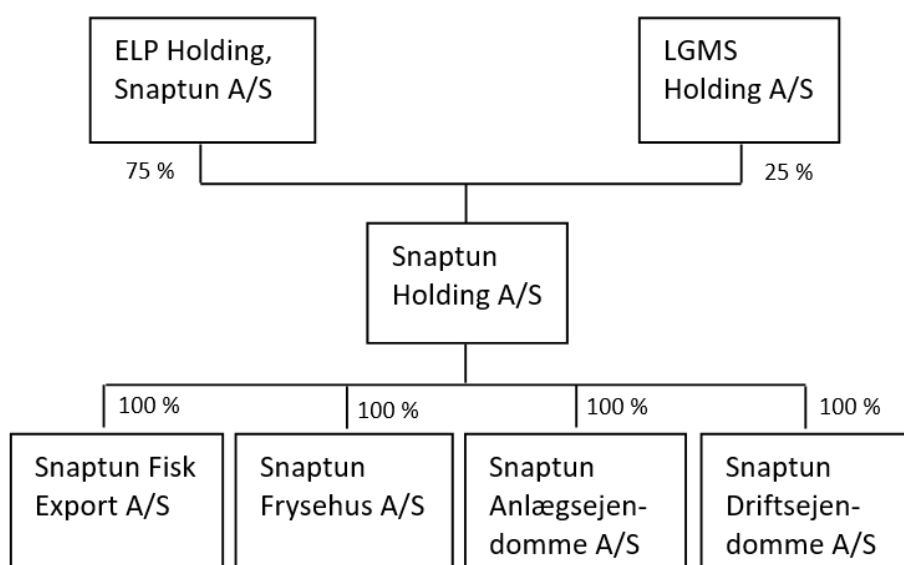 ELP Holding,
Snaptun A/S
LGMS
Holding A/S
75 %
25 %
Snaptun
Holding A/S
100 %
100 %
100 %
100 %
Snaptun Fisk
Export A/S
Snaptun
Frysehus A/S
Snaptun
Anlægsejen-
domme A/S
Snaptun
Driftsejen-
domme A/S